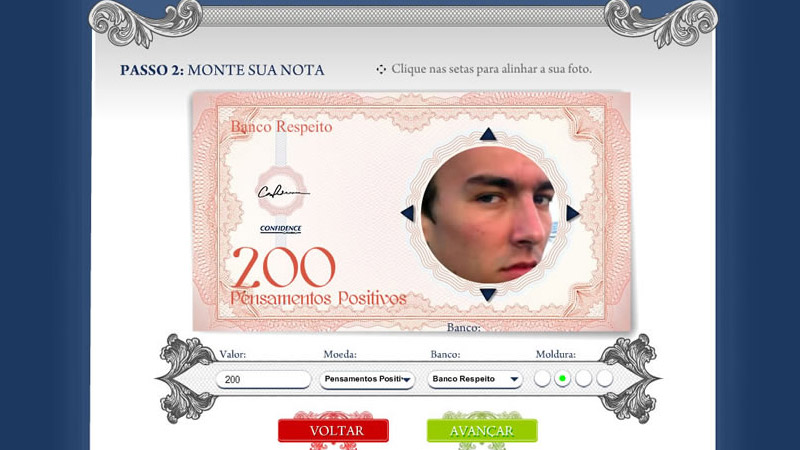 PASSO 2: MONTE SUA NOTA
Clique nas setas para alinhar a sua foto.
Banco Respeito
CONFIDENCE
200
Pensamentos Positivos
Banco:
Valor:
Moeda:
Banco:
Moldura:
200
Pensamentos Positi
Banco Respeito
VOLTAR
AVANÇAR